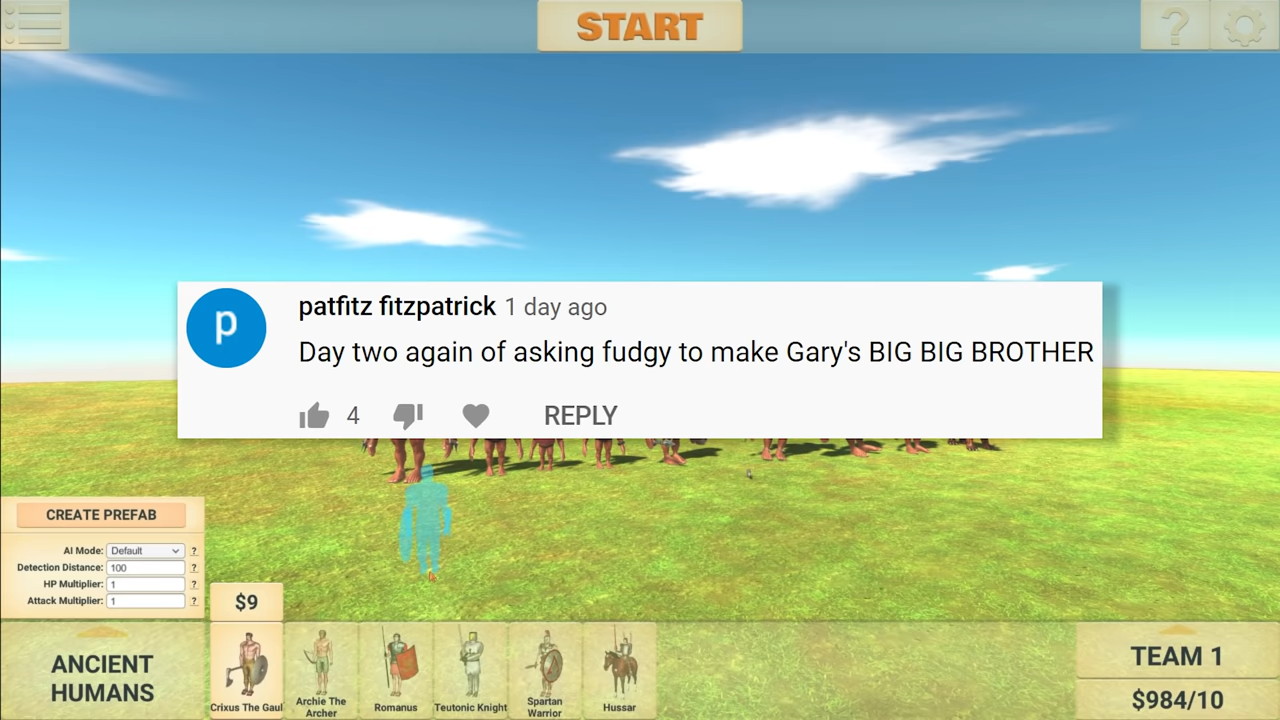 START
?
patfitz fitzpatrick 1 day ago
p
Day two again of asking fudgy to make Gary's BIG BIG BROTHER
4 REPLY
CREATE PREFAB
AI Mode: Default ?
Detection Distance: 100 ?
HP Multiplier: 1 ?
Attack Multiplier: 1 ?
$9
ANCIENT
HUMANS
Crixus The Gaul
Archie The
Archer
Romanus
Teutonic Knight
Spartan
Warrior
Hussar
TEAM 1
$984/10